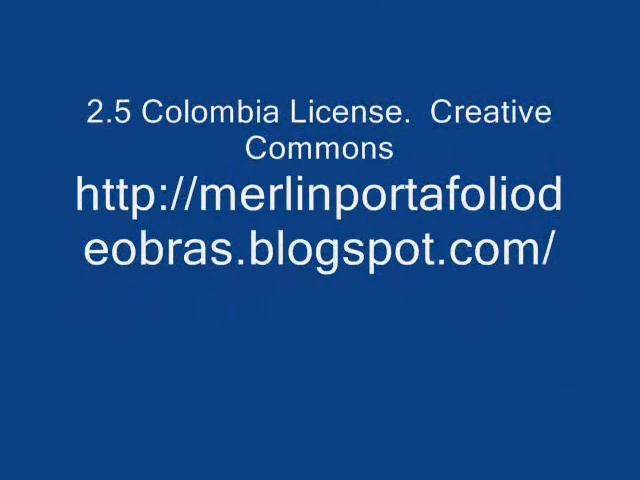 2.5 Colombia License.  Creative
Commons
http://merlinportafoliod
eobras.blogspot.com/